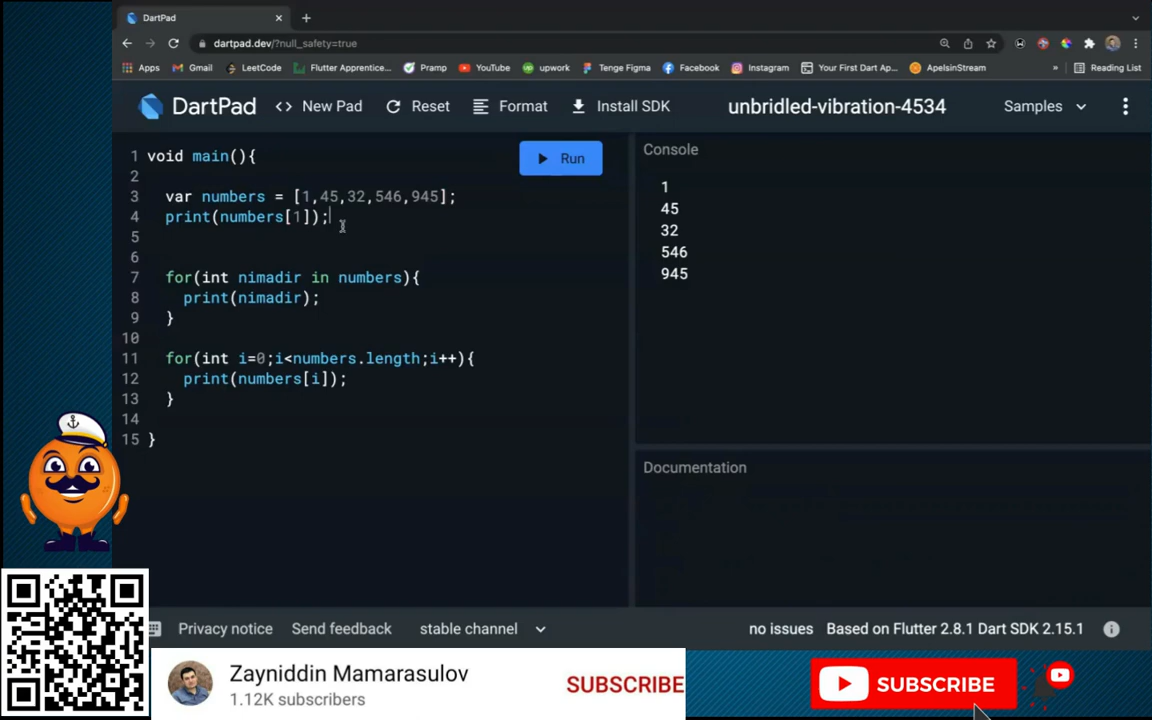 DartPad
dartpad.dev/?null_safety=true
Apps
Gmail
LeetCode
Flutter Apprentice...
Pramp
YouTube
upwork
Tenge Figma
Facebook
Instagram
Your First Dart Ap...
ApelsinStream
»
Reading List
DartPad
<> New Pad
Reset
Format
Install SDK
unbridled-vibration-4534
Samples
Run
1 void main(){
2
3 var numbers = [1,45,32,546,945];
4 print(numbers[1]);
5
6
7 for(int nimadir in numbers){
8 print(nimadir);
9 }
10
11 for(int i=0;i<numbers.length;i++){
12 print(numbers[i]);
13 }
14
15 }
Console
1
45
32
546
945
Documentation
Privacy notice
Send feedback
stable channel
no issues
Based on Flutter 2.8.1 Dart SDK 2.15.1
Zayniddin Mamarasulov
1.12K subscribers
SUBSCRIBE
SUBSCRIBE